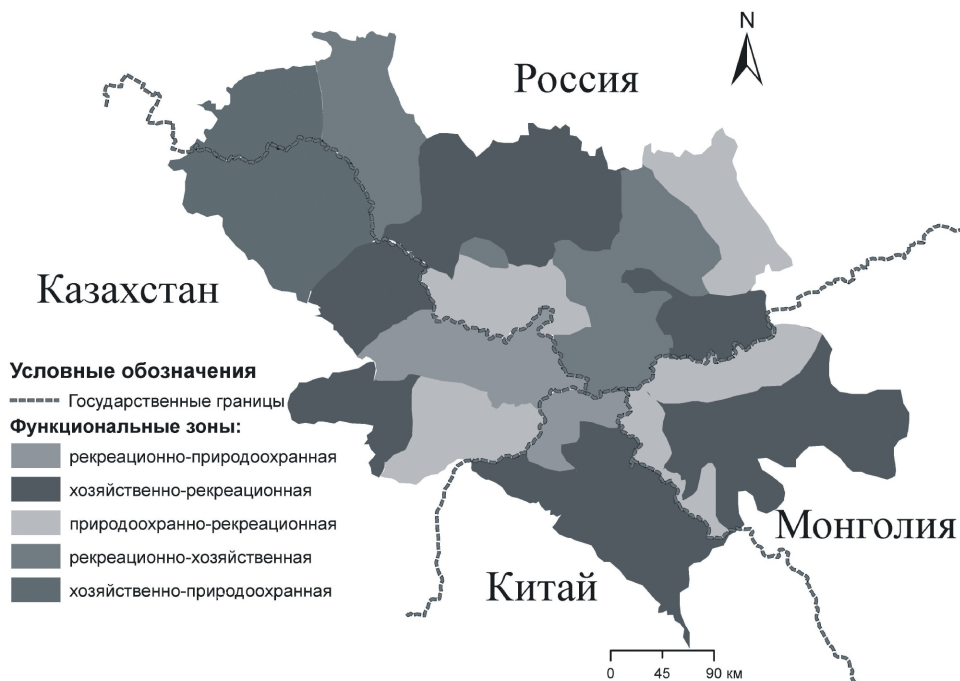 N
Россия
Казахстан
Условные обозначения
Государственные границы
Функциональные зоны:
рекреационно-природоохранная
хозяйственно-рекреационная
природоохранно-рекреационная
рекреационно-хозяйственная
хозяйственно-природоохранная
Монголия
Китай
0 45 90 км